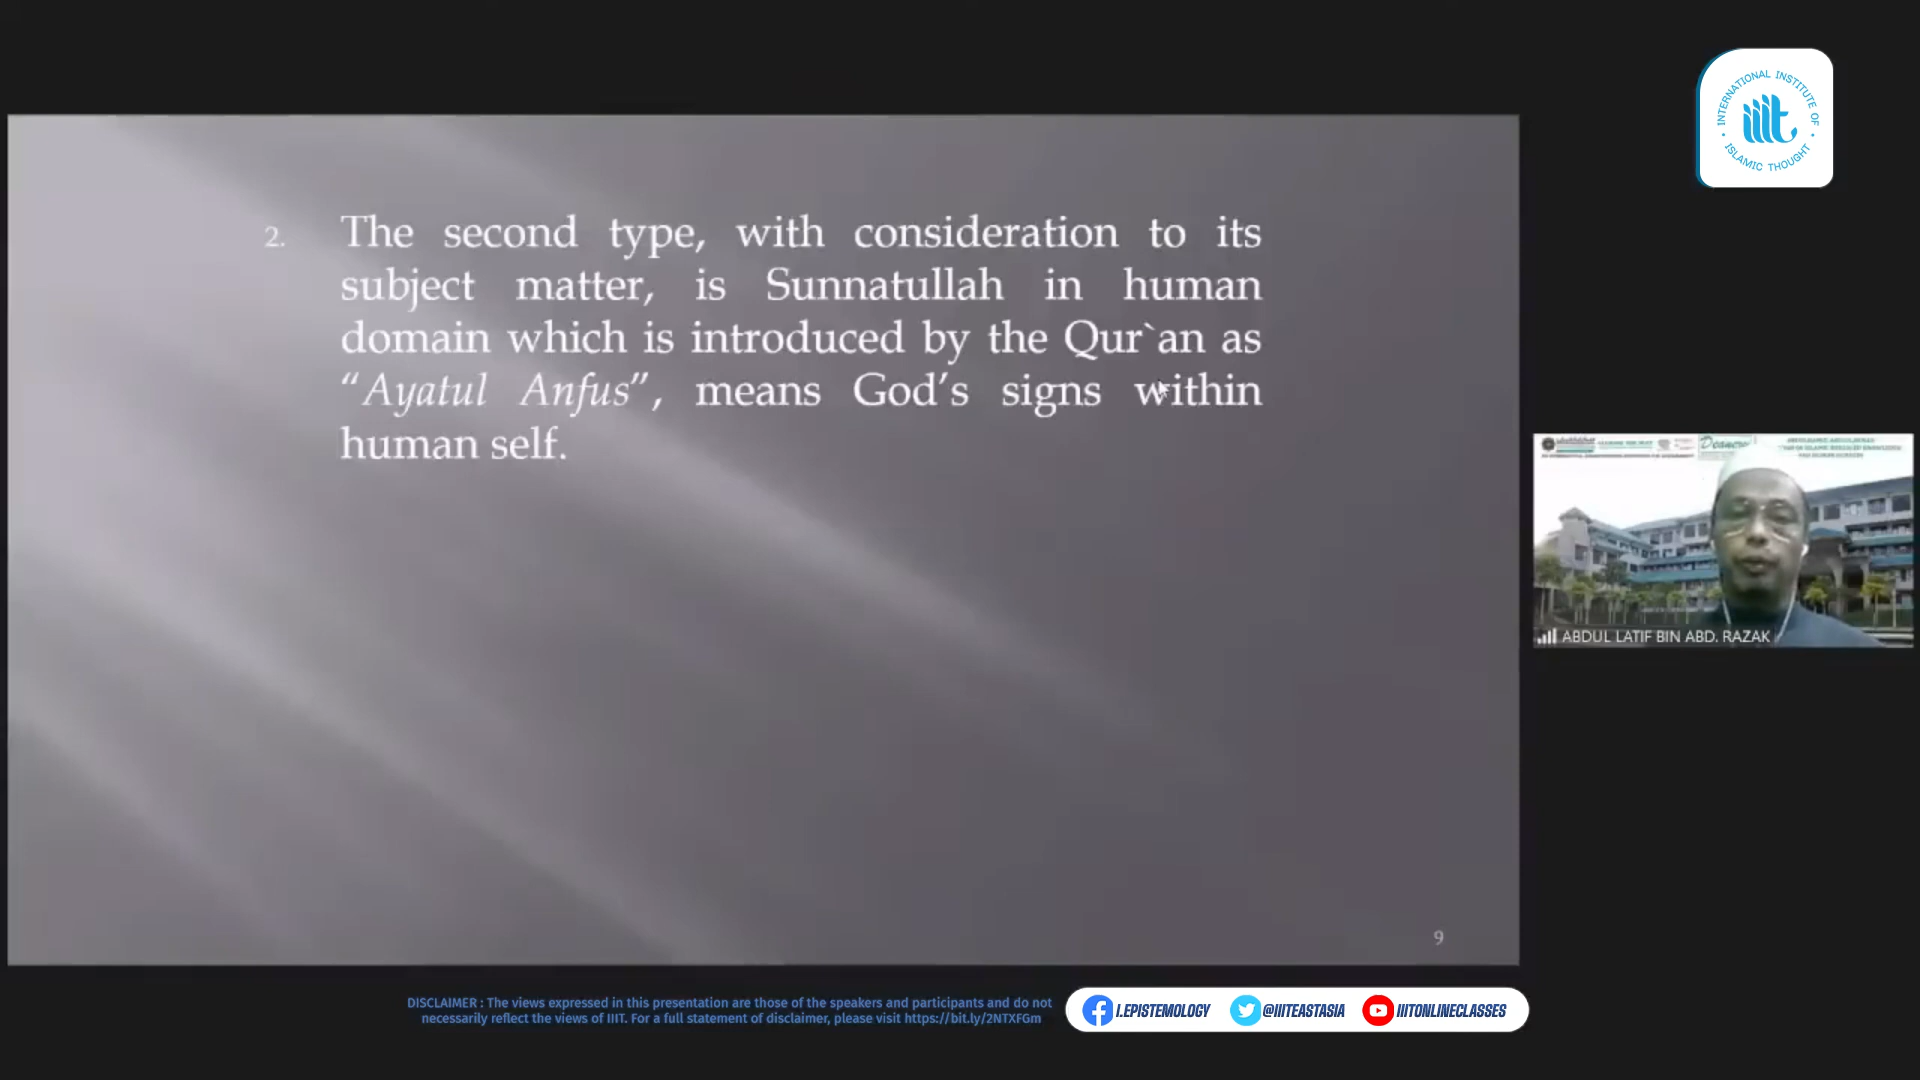 INTERNATIONAL INSTITUTE OF
ISLAMIC THOUGHT
iiit
2. The second type, with consideration to its
subject matter, is Sunnatullah in human
domain which is introduced by the Qur`an as
“Ayatul Anfus”, means God’s signs within
human self.
9
ABDUL LATIF BIN ABD. RAZAK
DISCLAIMER : The views expressed in this presentation are those of the speakers and participants and do not
necessarily reflect the views of IIIT. For a full statement of disclaimer, please visit https://bit.ly/2NTXFGm
I.EPISTEMOLOGY
@IIITEASTASIA
IIITONLINECLASSES